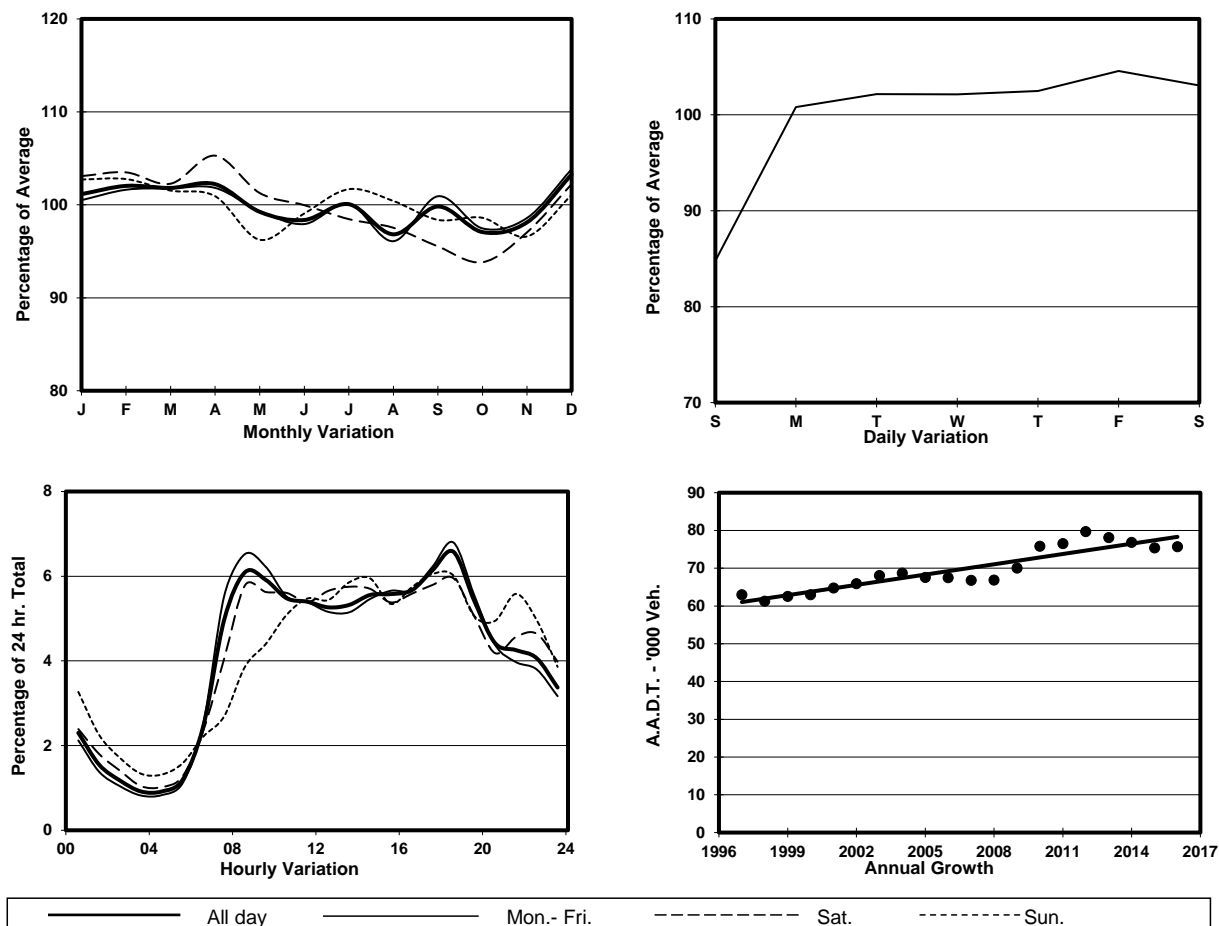 120
110
100
90
80
Percentage of Average
J F M A M J J A S O N D
Monthly Variation
110
100
90
80
70
Percentage of Average
S M T W T F S
Daily Variation
8
6
4
2
0
Percentage of 24 hr. Total
00 04 08 12 16 20 24
Hourly Variation
90
80
70
60
50
40
30
20
10
0
A.A.D.T. - '000 Veh.
1996 1999 2002 2005 2008 2011 2014 2017
Annual Growth
All day Mon.- Fri. Sat. Sun.